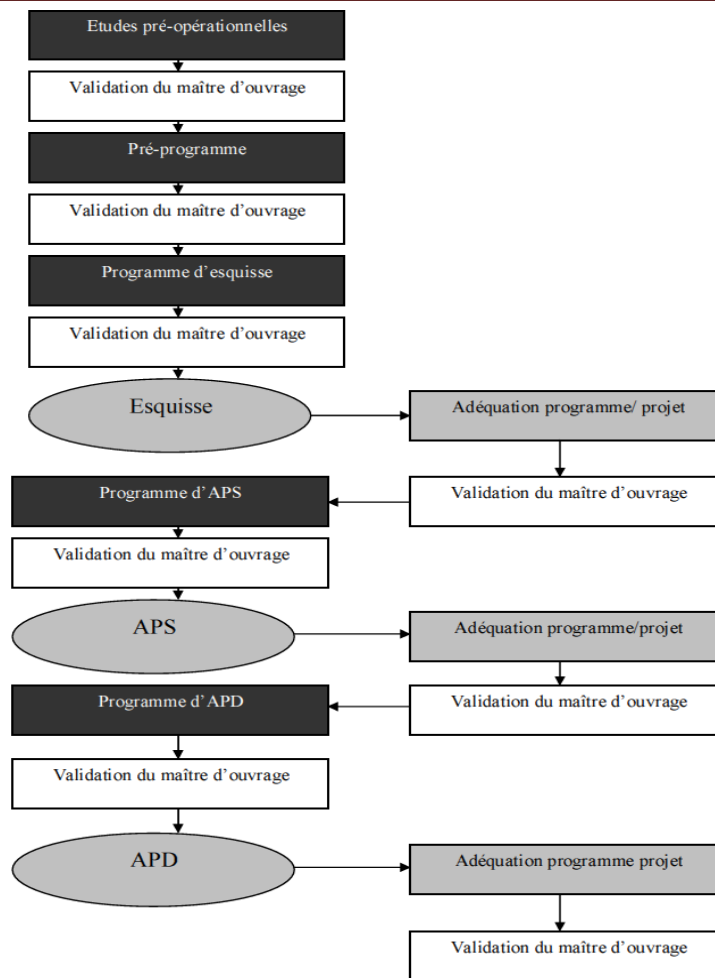 Etudes pré-opérationnelles
Validation du maître d'ouvrage
Pré-programme
Validation du maître d'ouvrage
Programme d'esquisse
Validation du maître d'ouvrage
Esquisse
Adéquation programme/ projet
Validation du maître d'ouvrage
Programme d'APS
Validation du maître d'ouvrage
APS
Adéquation programme/projet
Validation du maître d'ouvrage
Programme d'APD
Validation du maître d'ouvrage
APD
Adéquation programme projet
Validation du maître d'ouvrage